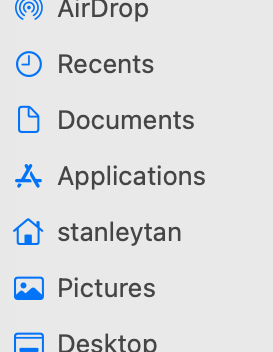 AirDrop
Recents
Documents
Applications
stanleytan
Pictures
Desktop